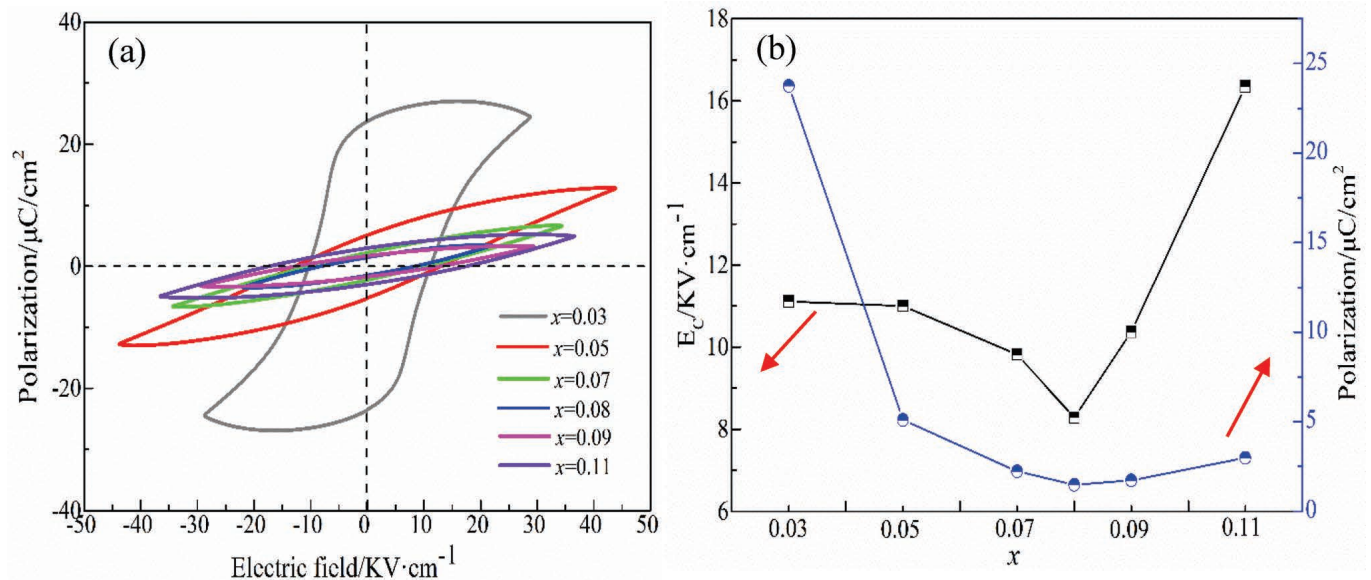 (a)
40
20
0
-20
-40
Polarization/μC/cm²
-50 -40 -30 -20 -10 0 10 20 30 40 50
Electric field/KV·cm⁻¹
x=0.03
x=0.05
x=0.07
x=0.08
x=0.09
x=0.11
(b)
18
16
14
12
10
8
6
E_C/KV·cm⁻¹
0.03 0.05 0.07 0.09 0.11
x
25
20
15
10
5
0
Polarization/μC/cm²